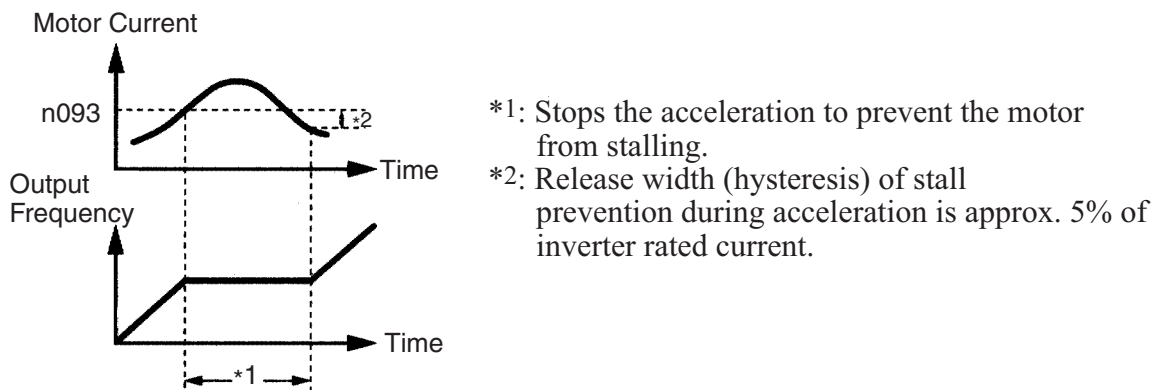 Motor Current
n093
*2
Time
Output
Frequency
Time
*1
*1: Stops the acceleration to prevent the motor
from stalling.
*2: Release width (hysteresis) of stall
prevention during acceleration is approx. 5% of
inverter rated current.